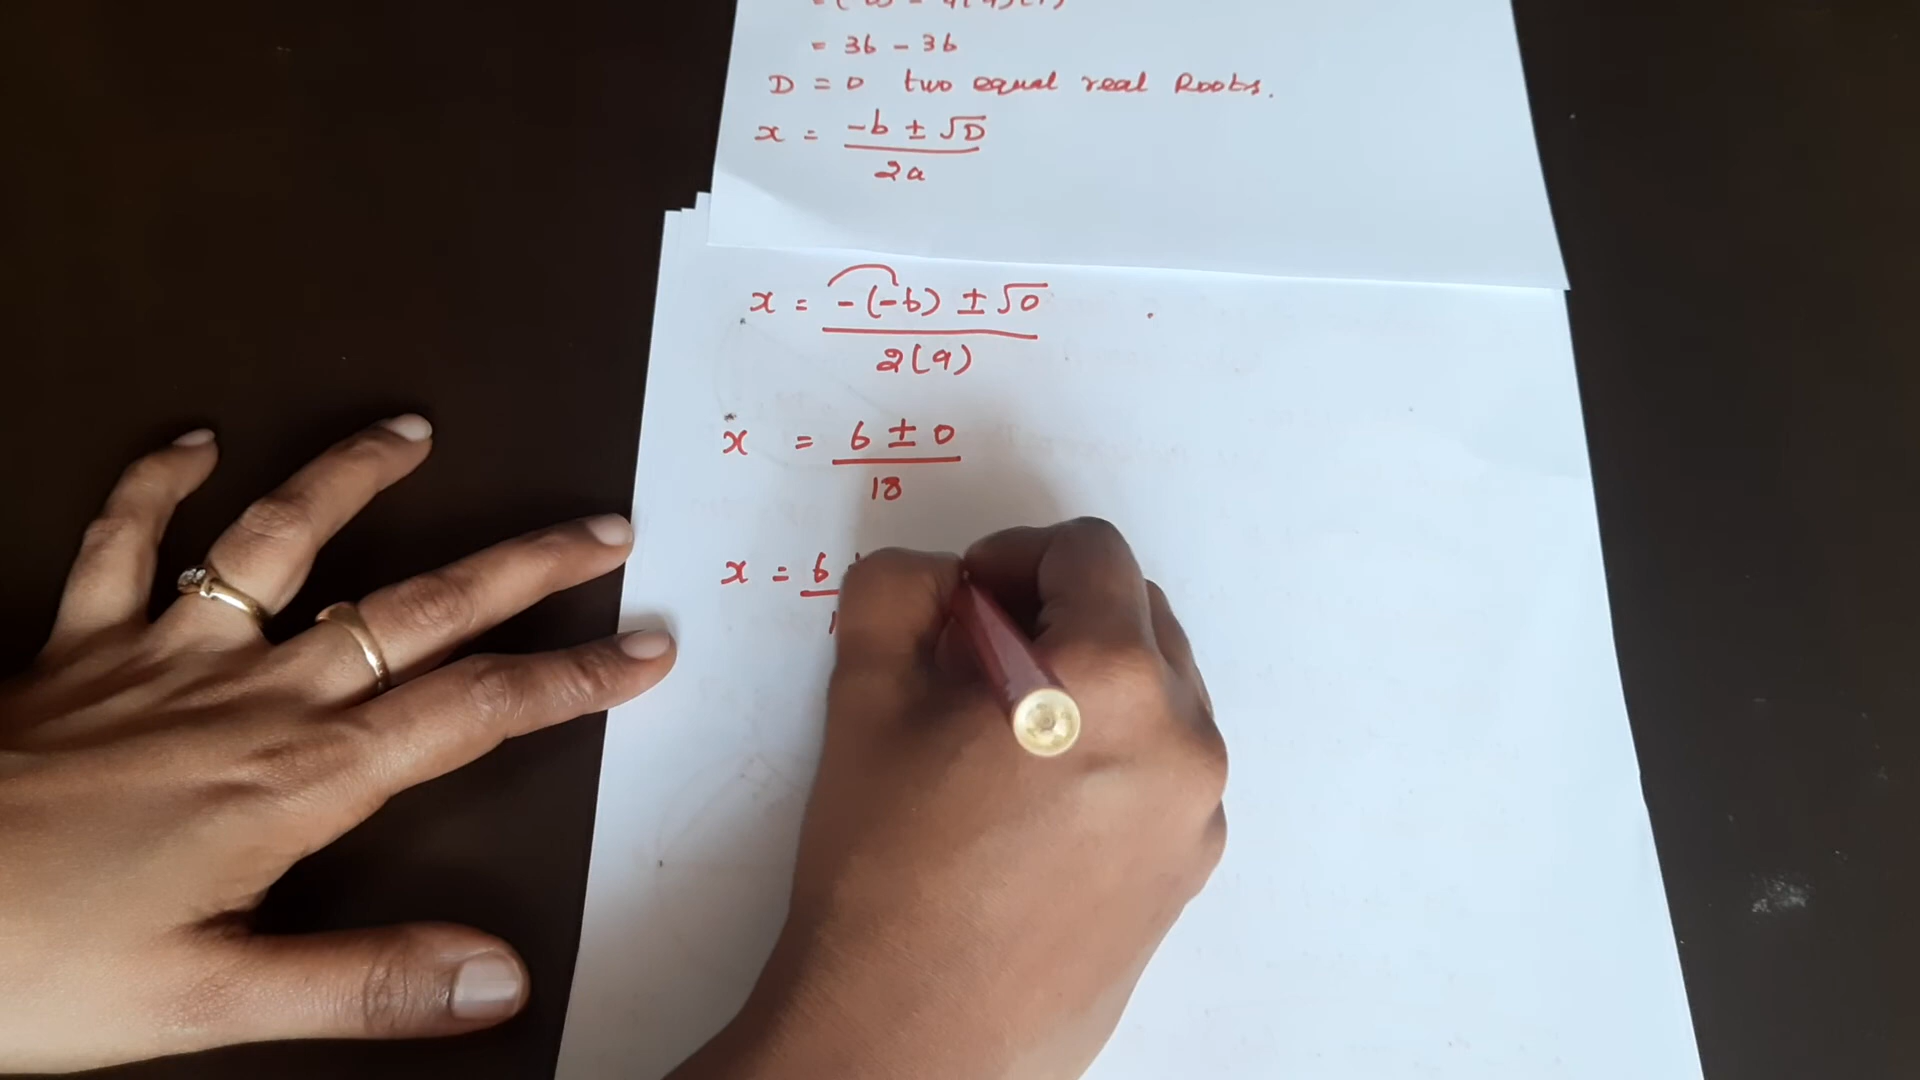 = 36 - 36
D = 0 two equal real Roots.
x = -b ± √D
2a
x = -(-6) ± √0
2(9)
x = 6 ± 0
18
x = 6